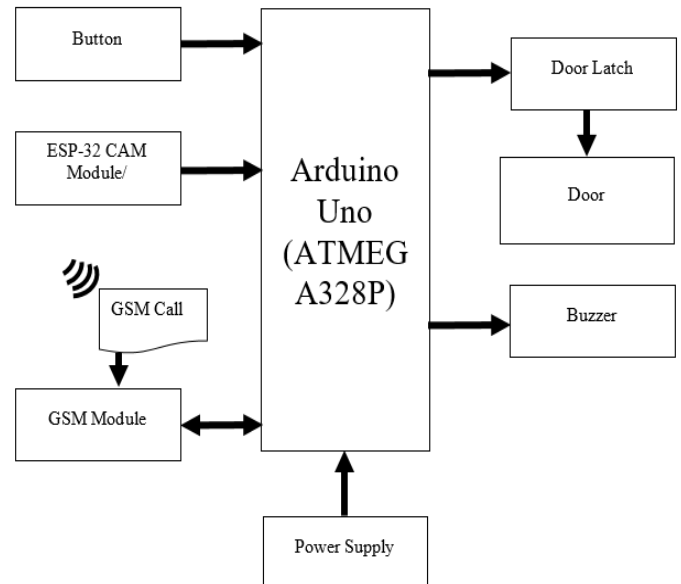 Button
ESP-32 CAM
Module/
GSM Call
GSM Module
Arduino
Uno
(ATMEG
A328P)
Power Supply
Door Latch
Door
Buzzer